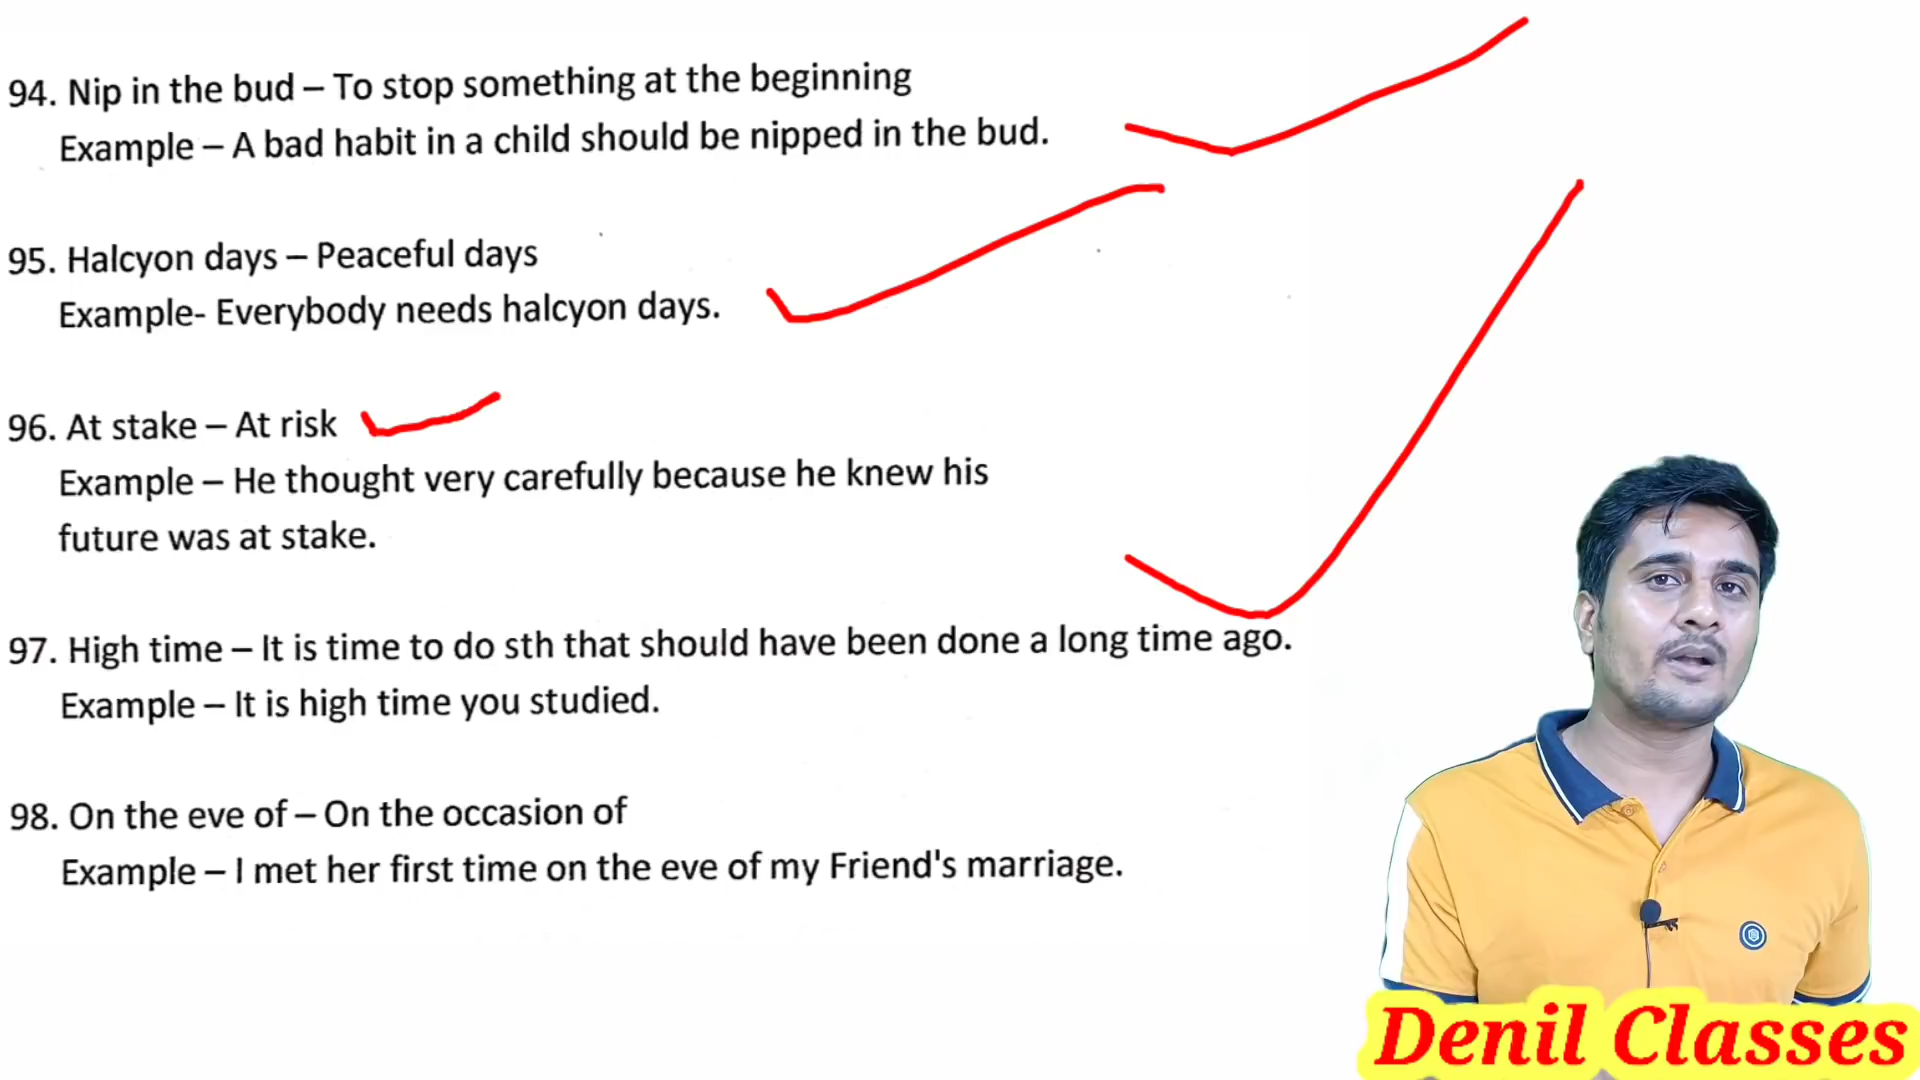 94. Nip in the bud – To stop something at the beginning
Example – A bad habit in a child should be nipped in the bud.
95. Halcyon days – Peaceful days
Example- Everybody needs halcyon days.
96. At stake – At risk
Example – He thought very carefully because he knew his
future was at stake.
97. High time – It is time to do sth that should have been done a long time ago.
Example – It is high time you studied.
98. On the eve of – On the occasion of
Example – I met her first time on the eve of my Friend's marriage.
Denil Classes